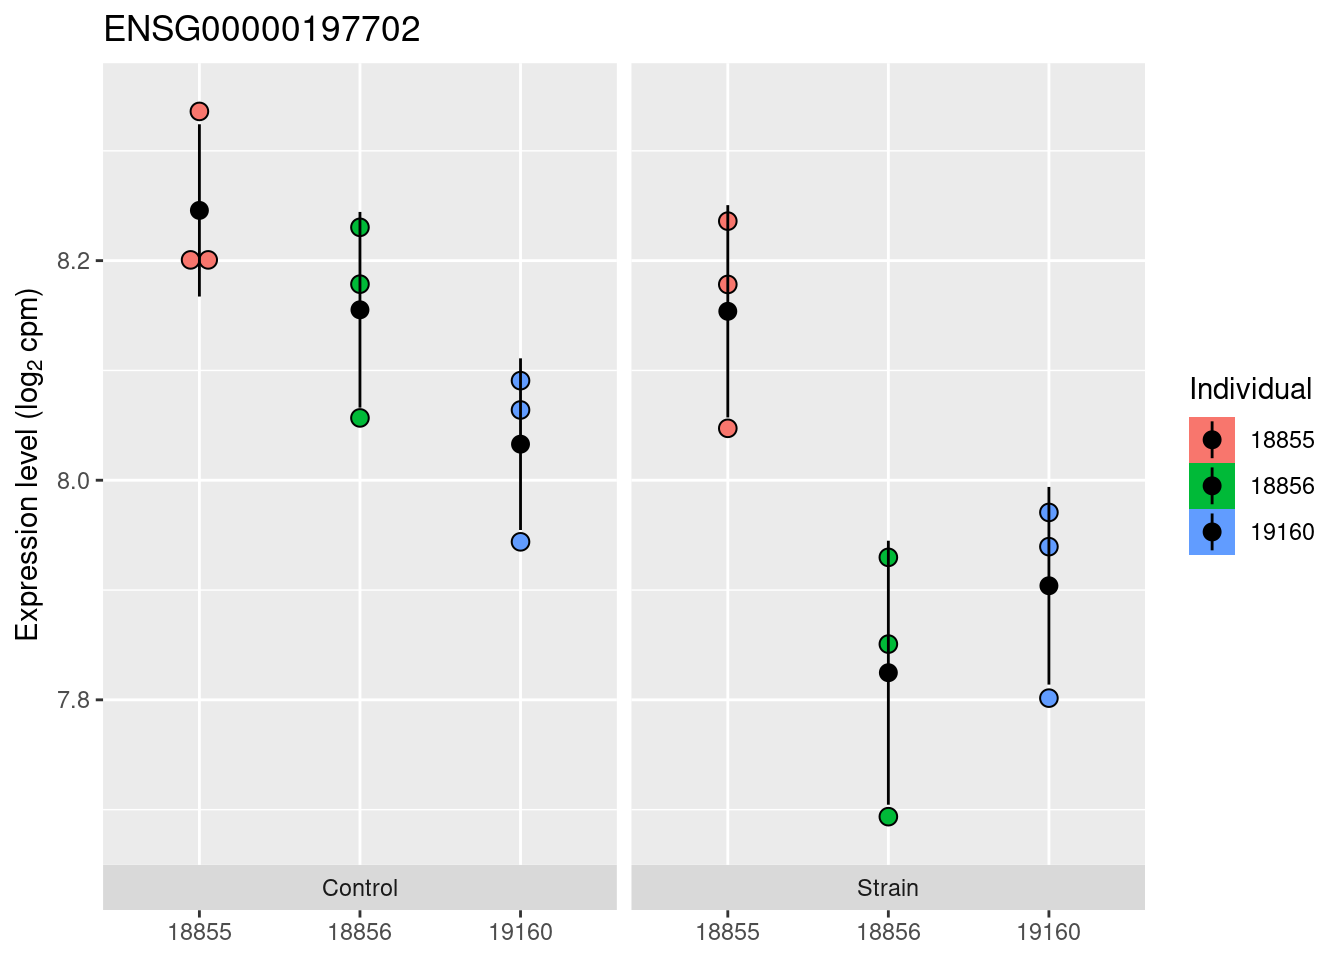 ENSG00000197702
Expression level (log₂ cpm)
8.2
8.0
7.8
Control
Strain
18855
18856
19160
18855
18856
19160
Individual
18855
18856
19160